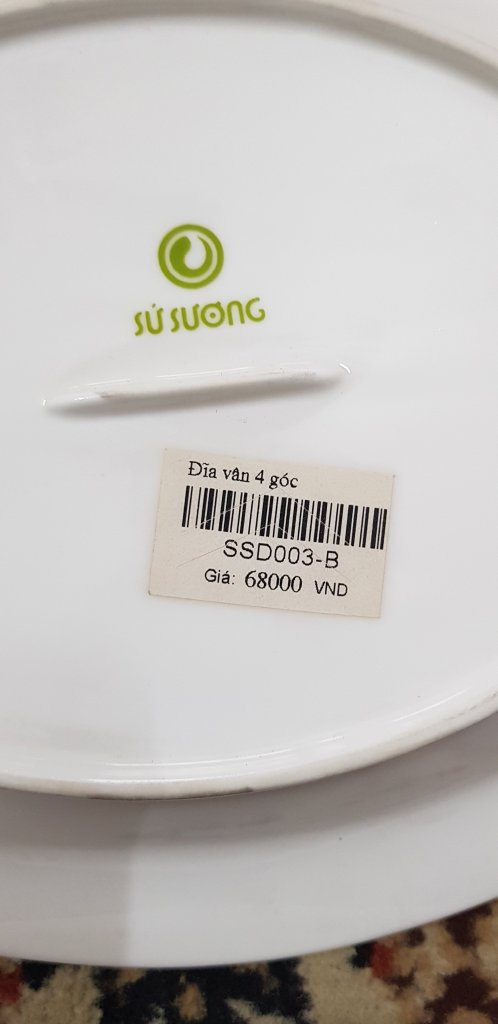 SỨ SƯƠNG
Đĩa vân 4 góc
SSD003-B
Giá: 68000 VND